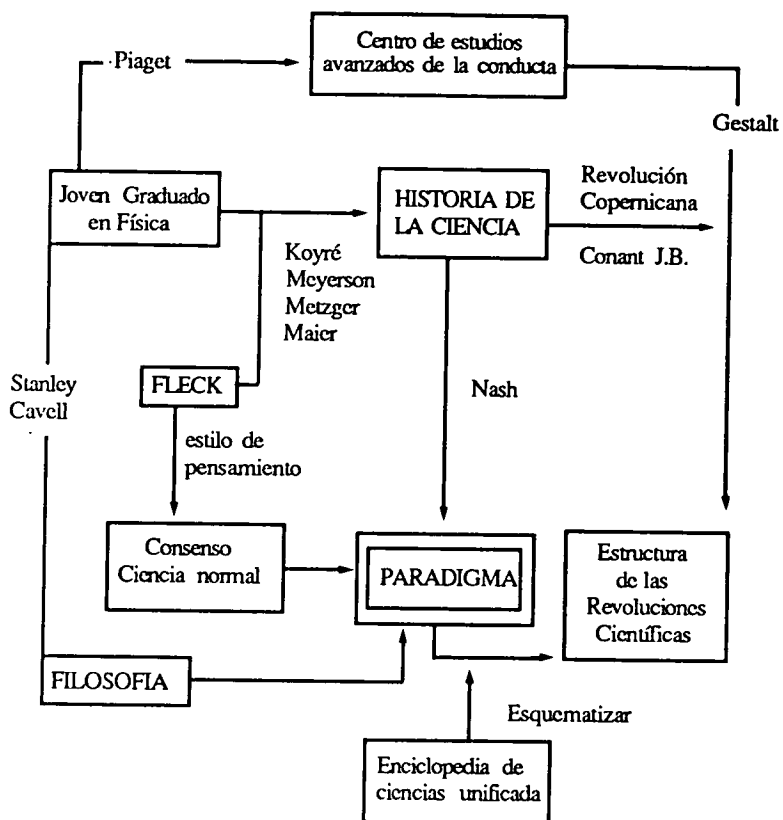 Centro de estudios
avanzados de la conducta
Piaget
Gestalt
Joven Graduado
en Física
HISTORIA DE
LA CIENCIA
Revolución
Copernicana
Conant J.B.
Koyré
Meyerson
Metzger
Maier
Stanley
Cavell
FLECK
Nash
estilo de
pensamiento
Consenso
Ciencia normal
PARADIGMA
Estructura
de las
Revoluciones
Científicas
FILOSOFIA
Esquematizar
Enciclopedia de
ciencias unificada